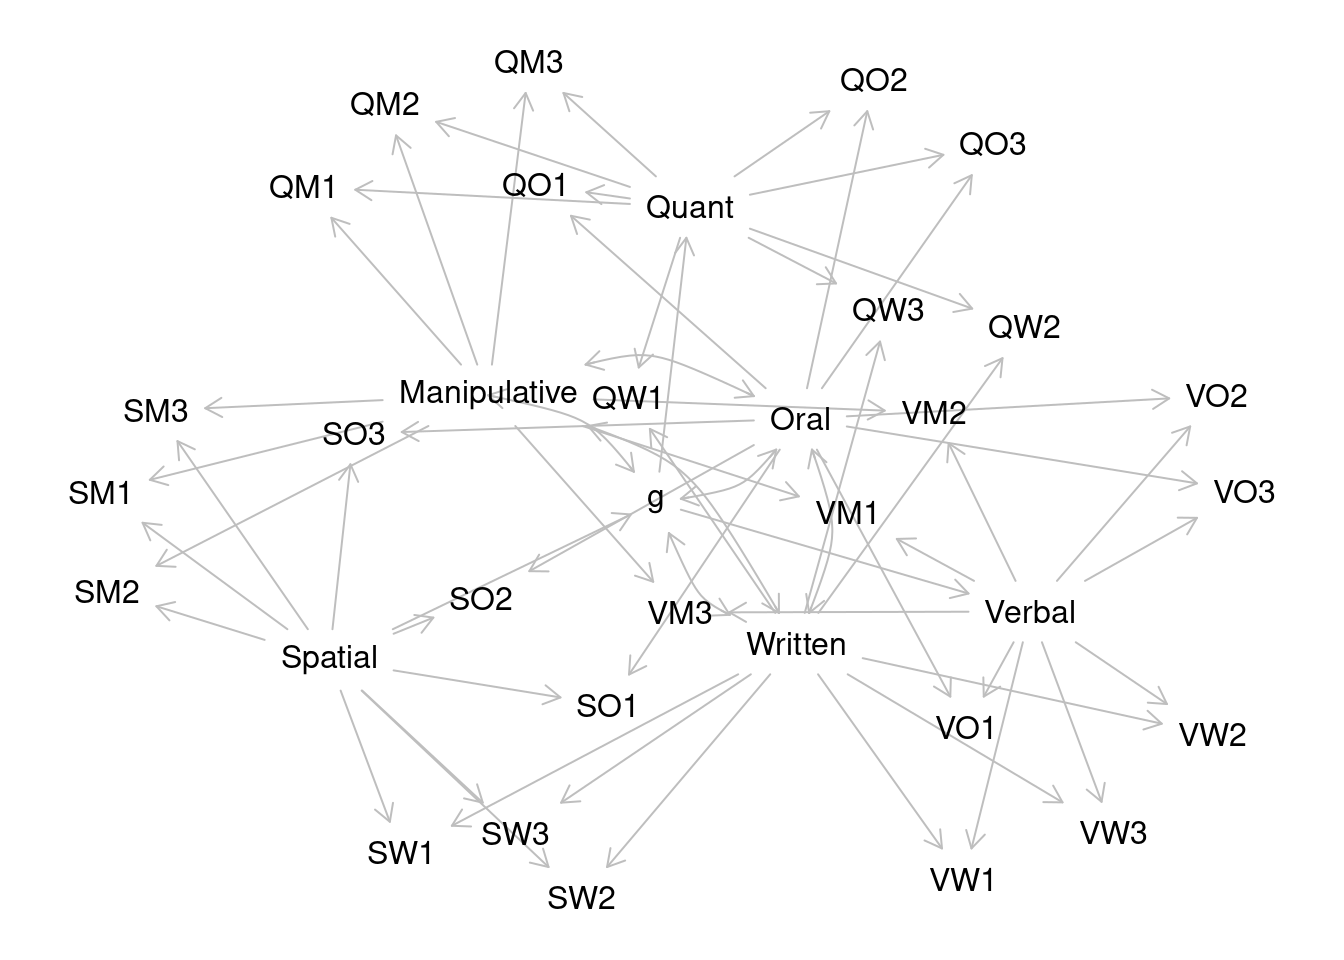 QM3
QO2
QM2
QO3
QM1
QO1
Quant
QW3
QW2
Manipulative
QW1
VO2
SM3
VM2
Oral
SO3
SM1
g
VO3
VM1
SM2
SO2
VM3
Verbal
Written
Spatial
SO1
VO1
VW2
SW3
VW3
SW1
VW1
SW2